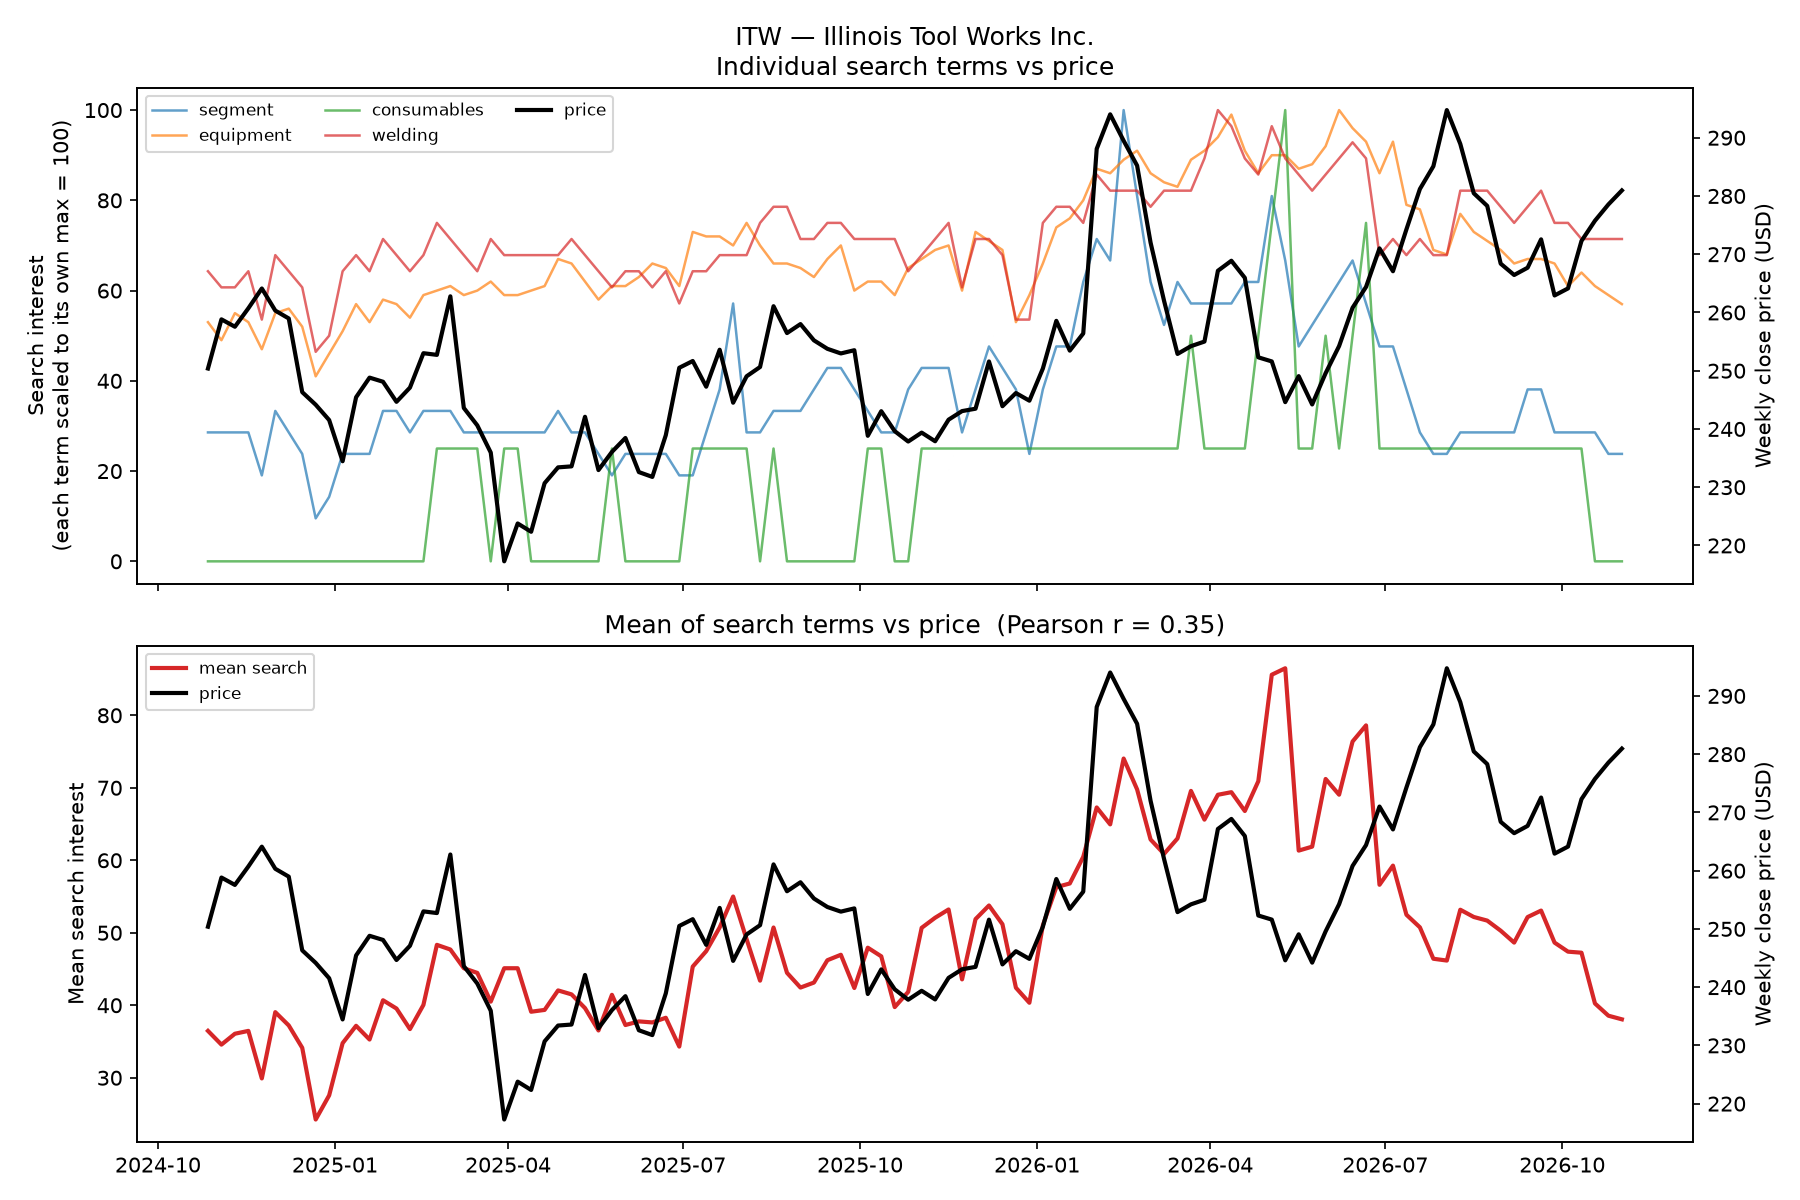 ITW — Illinois Tool Works Inc.
Individual search terms vs price
segment
equipment
consumables
welding
price
Search interest
(each term scaled to its own max = 100)
100
80
60
40
20
0
290
280
270
260
250
240
230
220
Weekly close price (USD)
Mean of search terms vs price (Pearson r = 0.35)
mean search
price
Mean search interest
80
70
60
50
40
30
290
280
270
260
250
240
230
220
Weekly close price (USD)
2024-10 2025-01 2025-04 2025-07 2025-10 2026-01 2026-04 2026-07 2026-10